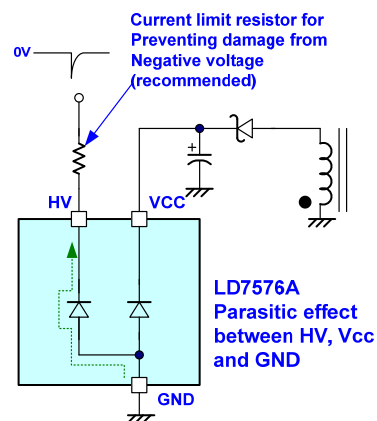 Current limit resistor for
Preventing damage from
Negative voltage
(recommended)
0V
+
HV
VCC
LD7576A
Parasitic effect
between HV, Vcc
and GND
GND